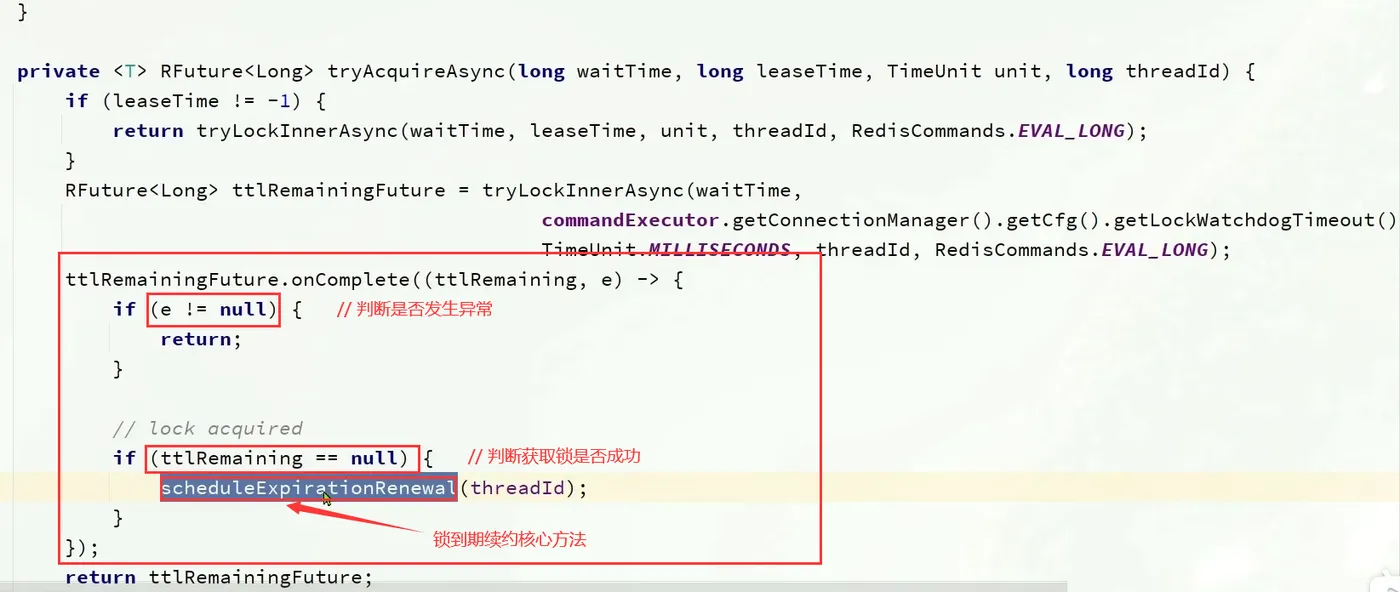 }
private <T> RFuture<Long> tryAcquireAsync(long waitTime, long leaseTime, TimeUnit unit, long threadId) {
if (leaseTime != -1) {
return tryLockInnerAsync(waitTime, leaseTime, unit, threadId, RedisCommands.EVAL_LONG);
}
RFuture<Long> ttlRemainingFuture = tryLockInnerAsync(waitTime,
commandExecutor.getConnectionManager().getCfg().getLockWatchdogTimeout()
TimeUnit.MILLISECONDS, threadId, RedisCommands.EVAL_LONG);
ttlRemainingFuture.onComplete((ttlRemaining, e) -> {
if (e != null) { // 判断是否发生异常
return;
}
// lock acquired
if (ttlRemaining == null) { // 判断获取锁是否成功
scheduleExpirationRenewal(threadId);
}
锁到期续约核心方法
});
return ttlRemainingFuture;